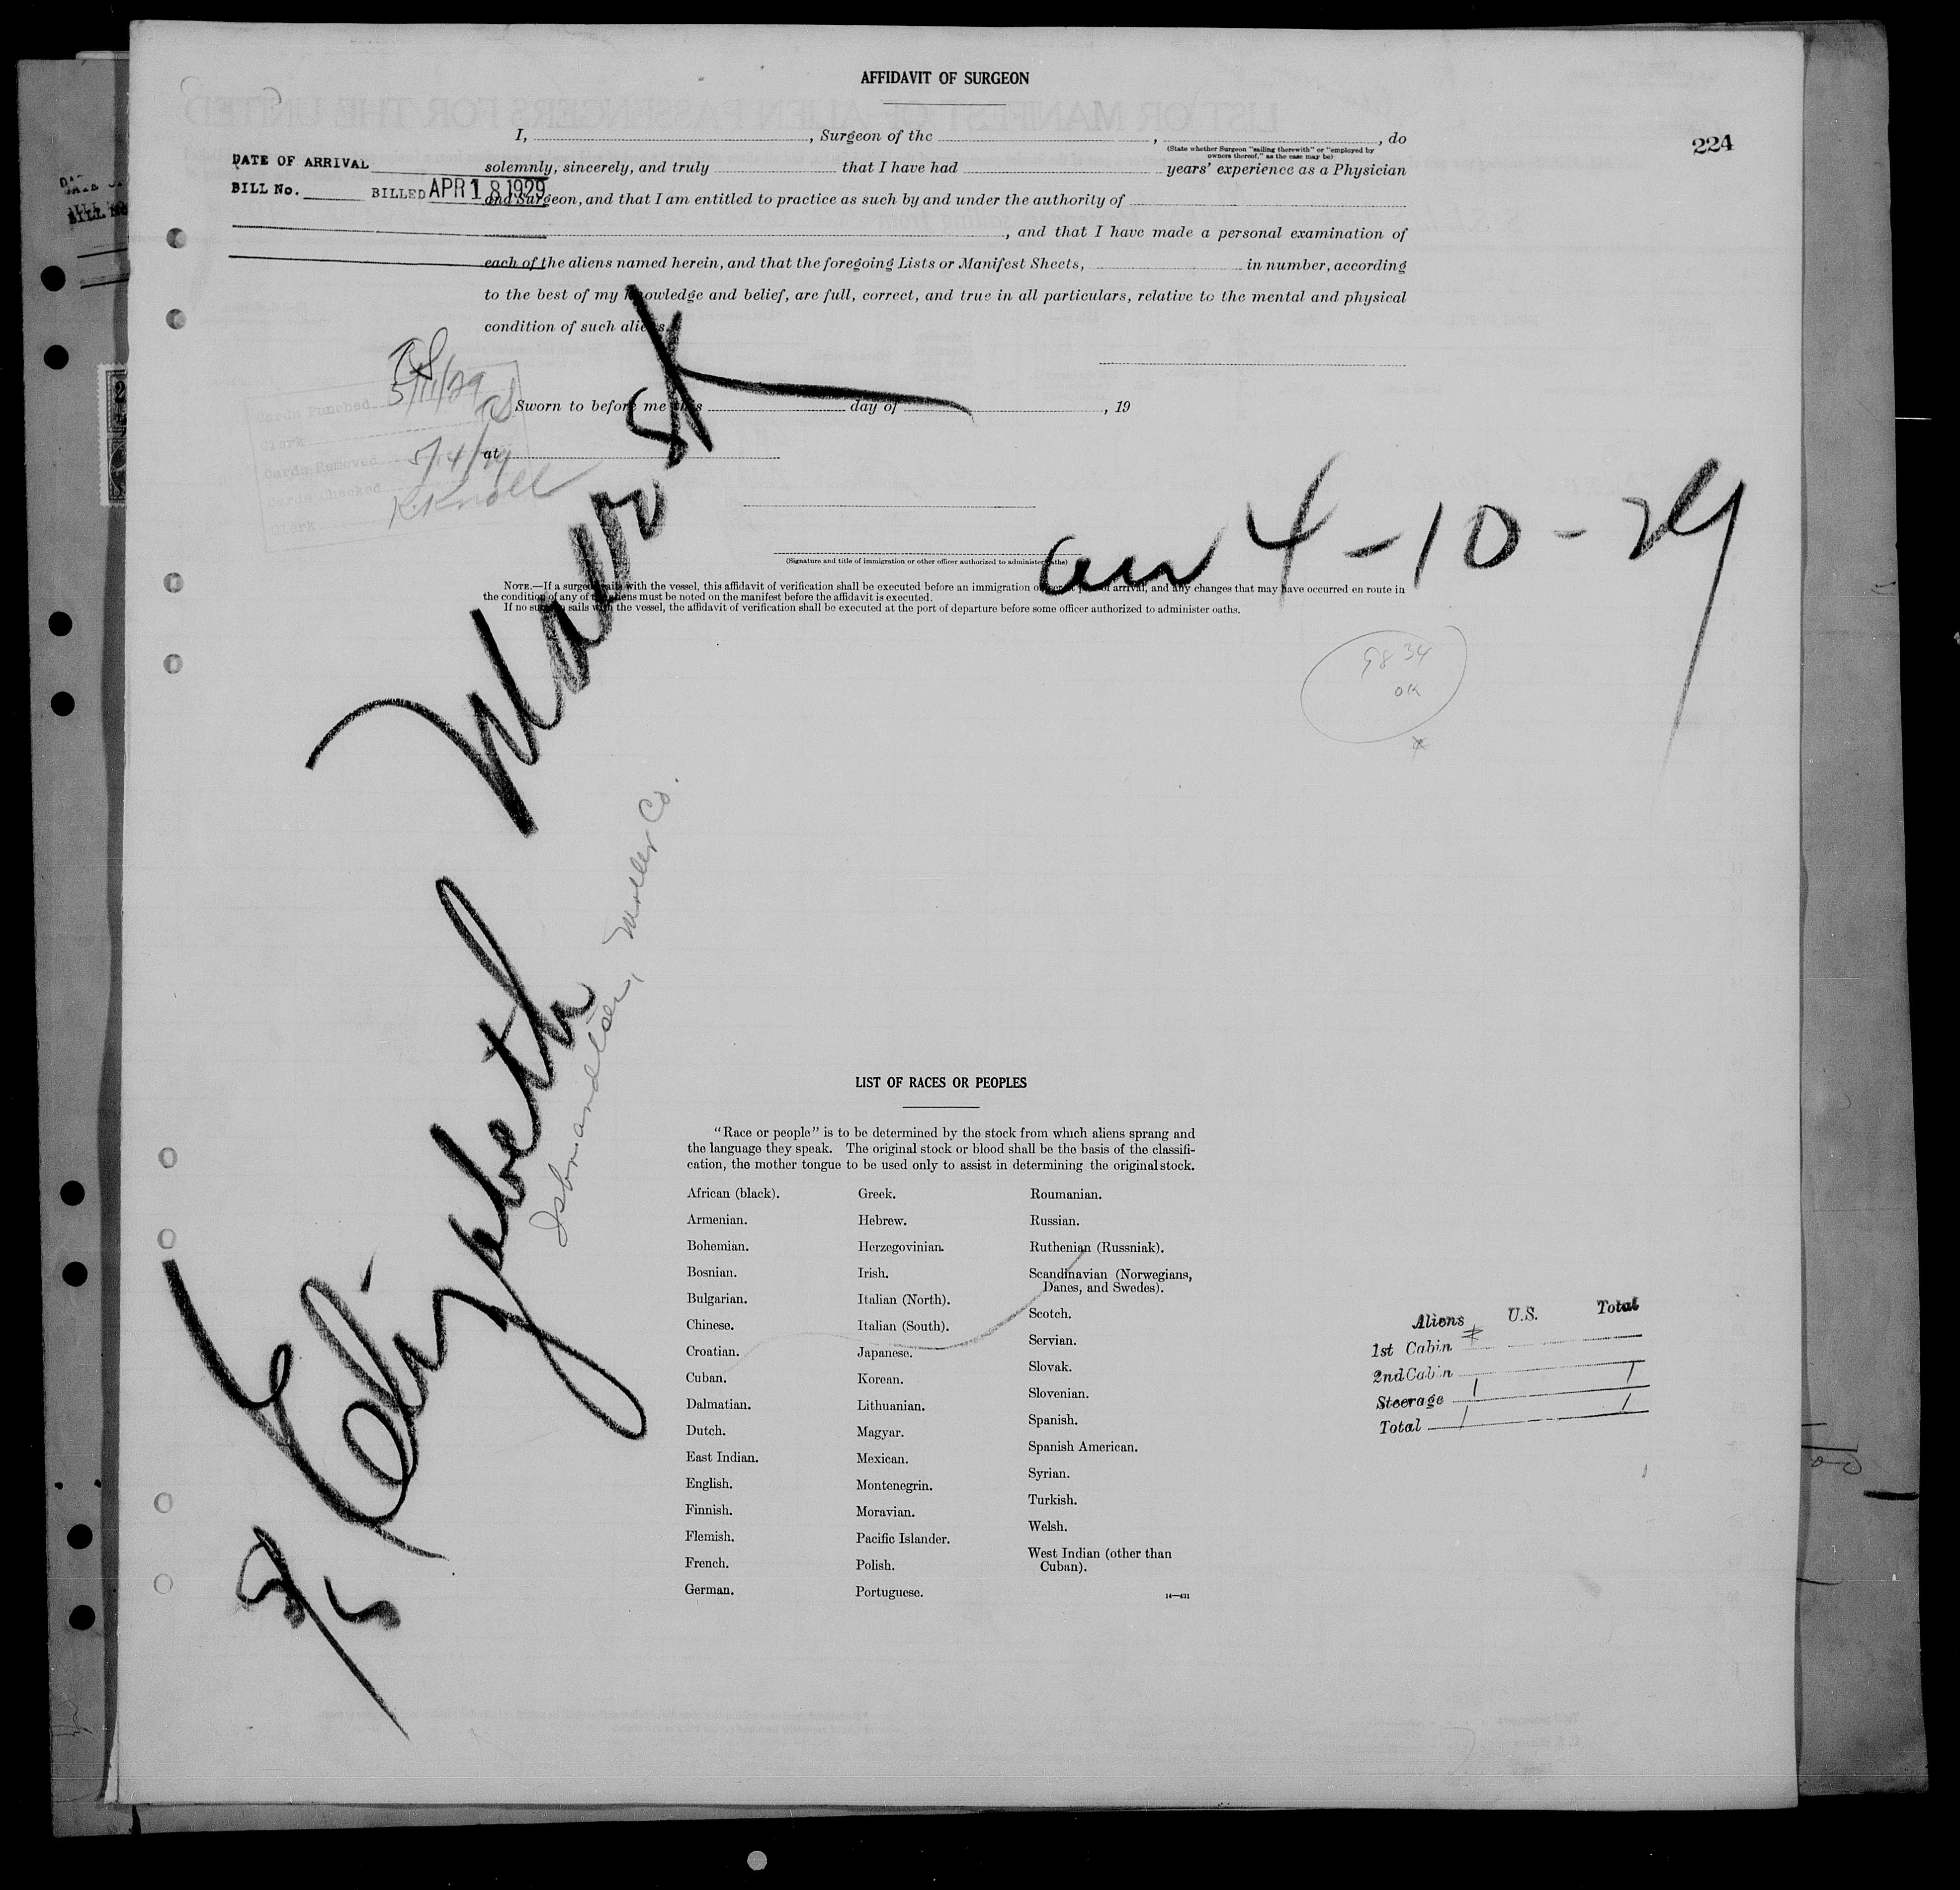 AFFIDAVIT OF SURGEON
224
I, , Surgeon of the , , do
(State whether Surgeon "sailing therewith" or "employed by owners thereof," as the case may be)
DATE OF ARRIVAL
solemnly, sincerely, and truly that I have had years' experience as a Physician
BILL No. BILLED APR 18 1929
and Surgeon, and that I am entitled to practice as such by and under the authority of
, and that I have made a personal examination of
each of the aliens named herein, and that the foregoing Lists or Manifest Sheets, in number, according
to the best of my knowledge and belief, are full, correct, and true in all particulars, relative to the mental and physical
condition of such aliens.
Cards Punched 5/11/29
Clerk
Cards Removed 5/4/29
Cards Checked
Clerk K. Knoll
Sworn to before me this day of , 19
at
(Signature and title of immigration or other officer authorized to administer oaths)
arr 4-10-29
NOTE.—If a surgeon sails with the vessel, this affidavit of verification shall be executed before an immigration officer at port of arrival, and any changes that may have occurred en route in
the condition of any of the aliens must be noted on the manifest before the affidavit is executed.
If no surgeon sails with the vessel, the affidavit of verification shall be executed at the port of departure before some officer authorized to administer oaths.
9834
OK
S/S Elizabeth Maersk
Isbrandtsen, Moller Co.
LIST OF RACES OR PEOPLES
"Race or people" is to be determined by the stock from which aliens sprang and
the language they speak. The original stock or blood shall be the basis of the classifi-
cation, the mother tongue to be used only to assist in determining the original stock.
African (black).
Armenian.
Bohemian.
Bosnian.
Bulgarian.
Chinese.
Croatian.
Cuban.
Dalmatian.
Dutch.
East Indian.
English.
Finnish.
Flemish.
French.
German.
Greek.
Hebrew.
Herzegovinian.
Irish.
Italian (North).
Italian (South).
Japanese.
Korean.
Lithuanian.
Magyar.
Mexican.
Montenegrin.
Moravian.
Pacific Islander.
Polish.
Portuguese.
Roumanian.
Russian.
Ruthenian (Russniak).
Scandinavian (Norwegians,
Danes, and Swedes).
Scotch.
Servian.
Slovak.
Slovenian.
Spanish.
Spanish American.
Syrian.
Turkish.
Welsh.
West Indian (other than
Cuban).
14—431
Aliens U.S. Total
1st Cabin
2nd Cabin
Steerage 1 1
Total 1 1